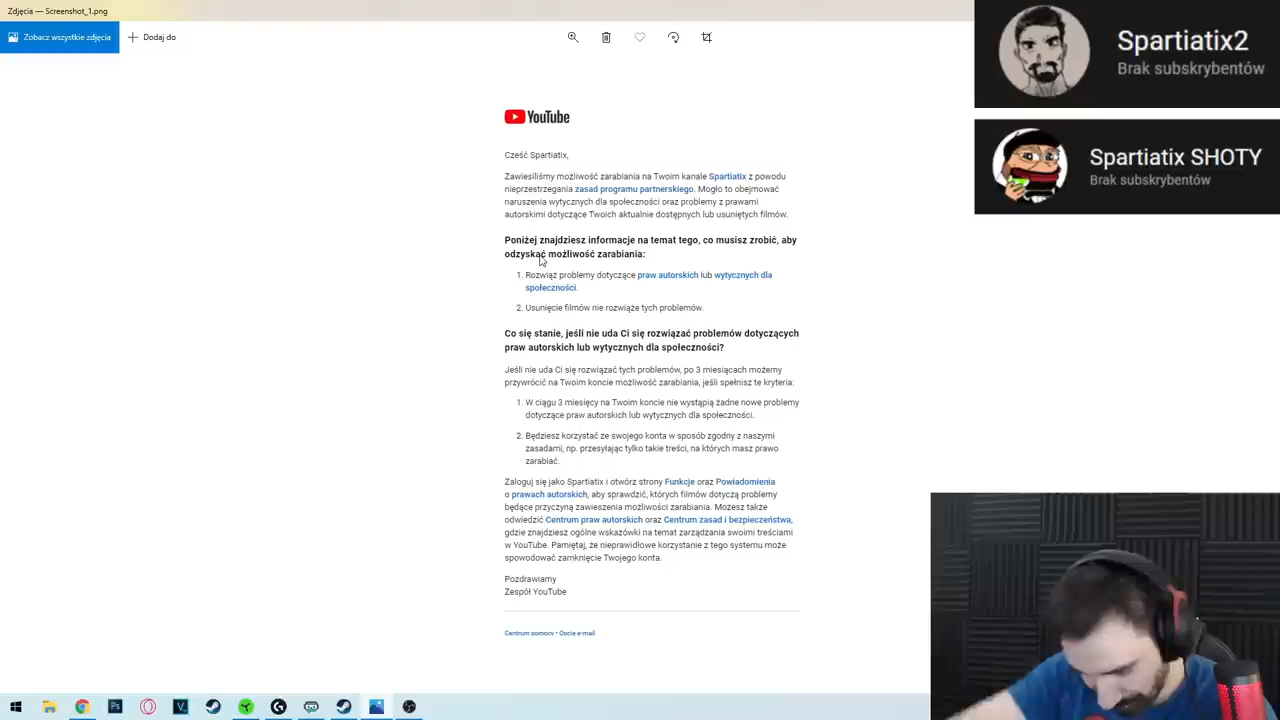 Zdjęcia — Screenshot_1.png
Zobacz wszystkie zdjęcia
Dodaj do
Spartiatix2
Brak subskrybentów
Spartiatix SHOTY
Brak subskrybentów
YouTube
Cześć Spartiatix,
Zawiesiliśmy możliwość zarabiania na Twoim kanale Spartiatix z powodu
nieprzestrzegania zasad programu partnerskiego. Mogło to obejmować
naruszenia wytycznych dla społeczności oraz problemy z prawami
autorskimi dotyczące Twoich aktualnie dostępnych lub usuniętych filmów.
Poniżej znajdziesz informacje na temat tego, co musisz zrobić, aby
odzyskać możliwość zarabiania:
1. Rozwiąż problemy dotyczące praw autorskich lub wytycznych dla
społeczności.
2. Usunięcie filmów nie rozwiąże tych problemów.
Co się stanie, jeśli nie uda Ci się rozwiązać problemów dotyczących
praw autorskich lub wytycznych dla społeczności?
Jeśli nie uda Ci się rozwiązać tych problemów, po 3 miesiącach możemy
przywrócić na Twoim koncie możliwość zarabiania, jeśli spełnisz te kryteria:
1. W ciągu 3 miesięcy na Twoim koncie nie wystąpią żadne nowe problemy
dotyczące praw autorskich lub wytycznych dla społeczności.
2. Będziesz korzystać ze swojego konta w sposób zgodny z naszymi
zasadami, np. przesyłając tylko takie treści, na których masz prawo
zarabiać.
Zaloguj się jako Spartiatix i otwórz strony Funkcje oraz Powiadomienia
o prawach autorskich, aby sprawdzić, których filmów dotyczą problemy
będące przyczyną zawieszenia możliwości zarabiania. Możesz także
odwiedzić Centrum praw autorskich oraz Centrum zasad i bezpieczeństwa,
gdzie znajdziesz ogólne wskazówki na temat zarządzania swoimi treściami
w YouTube. Pamiętaj, że nieprawidłowe korzystanie z tego systemu może
spowodować zamknięcie Twojego konta.
Pozdrawiamy
Zespół YouTube
Centrum pomocy • Opcje e-mail